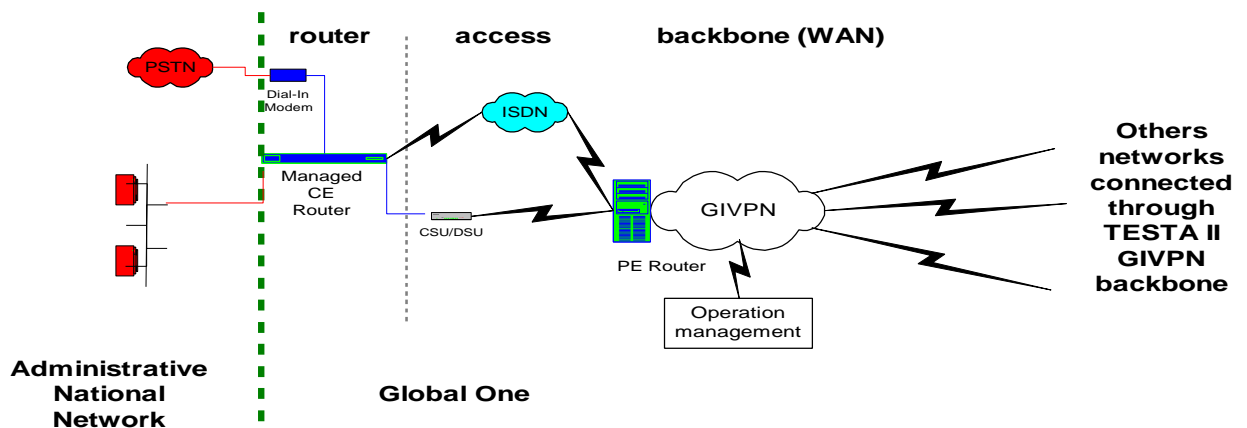 router
access
backbone (WAN)
PSTN
Dial-In
Modem
ISDN
Managed
CE
Router
CSU/DSU
GIVPN
PE Router
Operation
management
Others
networks
connected
through
TESTA II
GIVPN
backbone
Administrative
National
Network
Global One